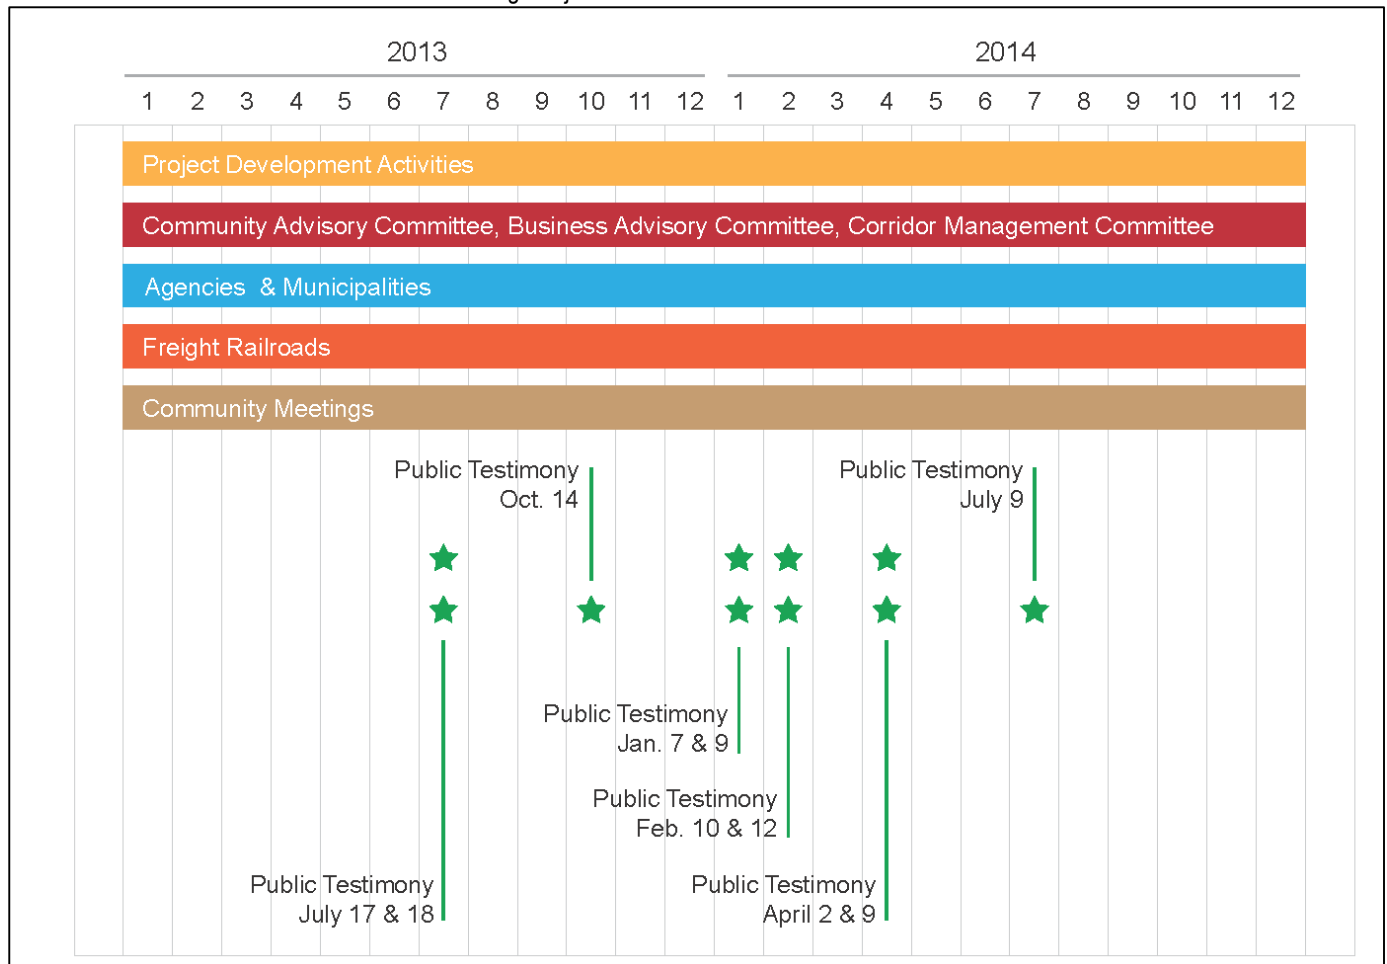 2013 2014
1 2 3 4 5 6 7 8 9 10 11 12 1 2 3 4 5 6 7 8 9 10 11 12
Project Development Activities
Community Advisory Committee, Business Advisory Committee, Corridor Management Committee
Agencies & Municipalities
Freight Railroads
Community Meetings
Public Testimony
Oct. 14
Public Testimony
July 9
Public Testimony
Jan. 7 & 9
Public Testimony
Feb. 10 & 12
Public Testimony
July 17 & 18
Public Testimony
April 2 & 9